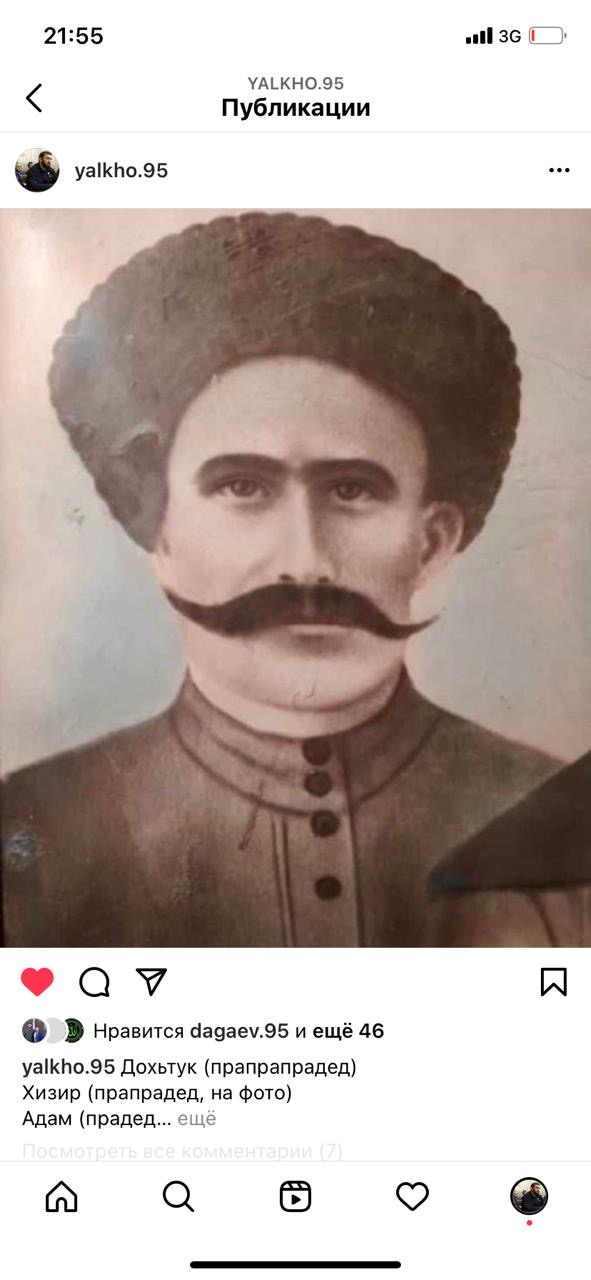 21:55
3G
YALKHO.95
Публикации
yalkho.95
Нравится dagaev.95 и ещё 46
yalkho.95 Дохьтук (прапрапрадед)
Хизир (прапрадед, на фото)
Адам (прадед... ещё
Посмотреть все комментарии (7)